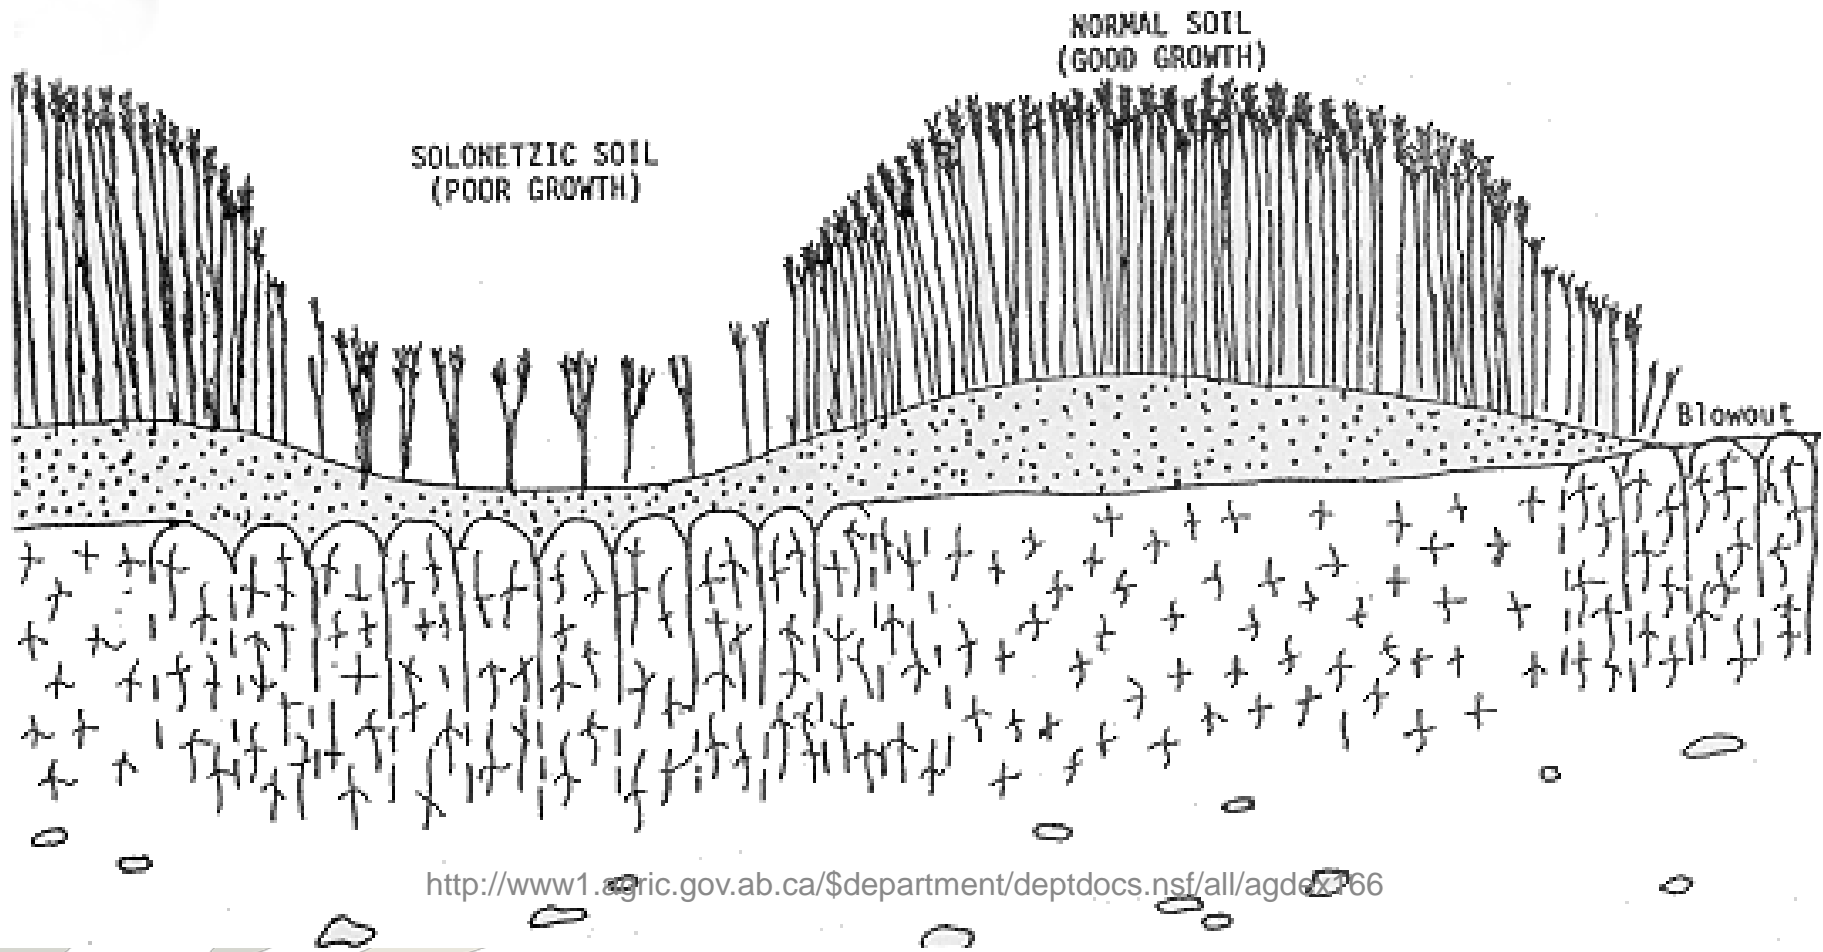 NORMAL SOIL
(GOOD GROWTH)
SOLONETZIC SOIL
(POOR GROWTH)
Blowout
http://www1.agric.gov.ab.ca/$department/deptdocs.nsf/all/agdex166